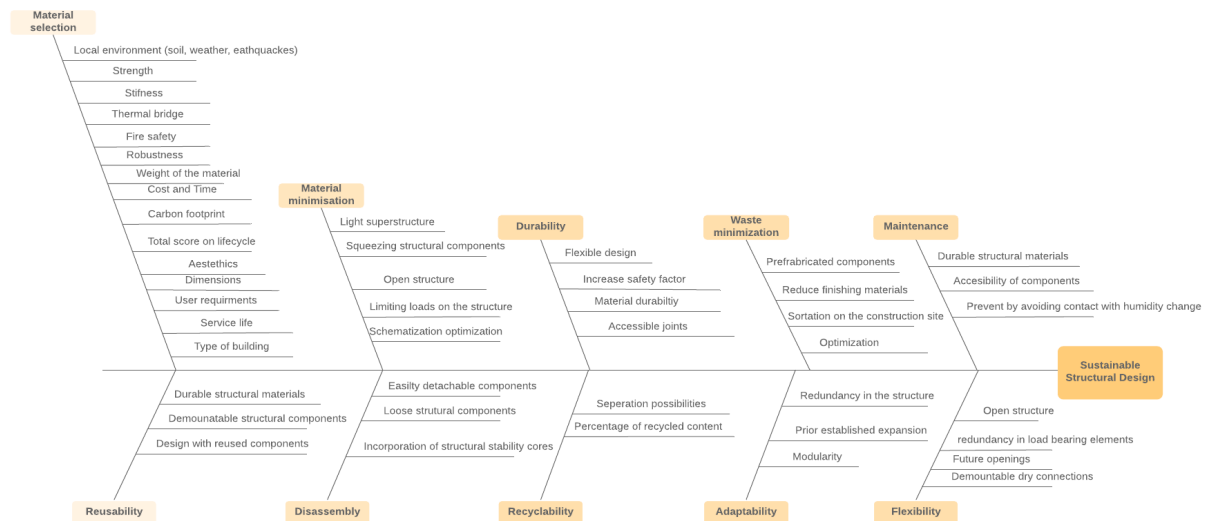 Material
selection
Local environment (soil, weather, eathquackes)
Strength
Stifness
Thermal bridge
Fire safety
Robustness
Weight of the material
Cost and Time
Carbon footprint
Total score on lifecycle
Aestethics
Dimensions
User requirments
Service life
Type of building
Material
minimisation
Light superstructure
Squeezing structural components
Open structure
Limiting loads on the structure
Schematization optimization
Durability
Flexible design
Increase safety factor
Material durabiltiy
Accessible joints
Waste
minimization
Prefrabricated components
Reduce finishing materials
Sortation on the construction site
Optimization
Maintenance
Durable structural materials
Accesibility of components
Prevent by avoiding contact with humidity change
Sustainable
Structural Design
Durable structural materials
Demounatable structural components
Design with reused components
Reusability
Easilty detachable components
Loose strutural components
Incorporation of structural stability cores
Disassembly
Seperation possibilities
Percentage of recycled content
Recyclability
Redundancy in the structure
Prior established expansion
Modularity
Adaptability
Open structure
redundancy in load bearing elements
Future openings
Demountable dry connections
Flexibility